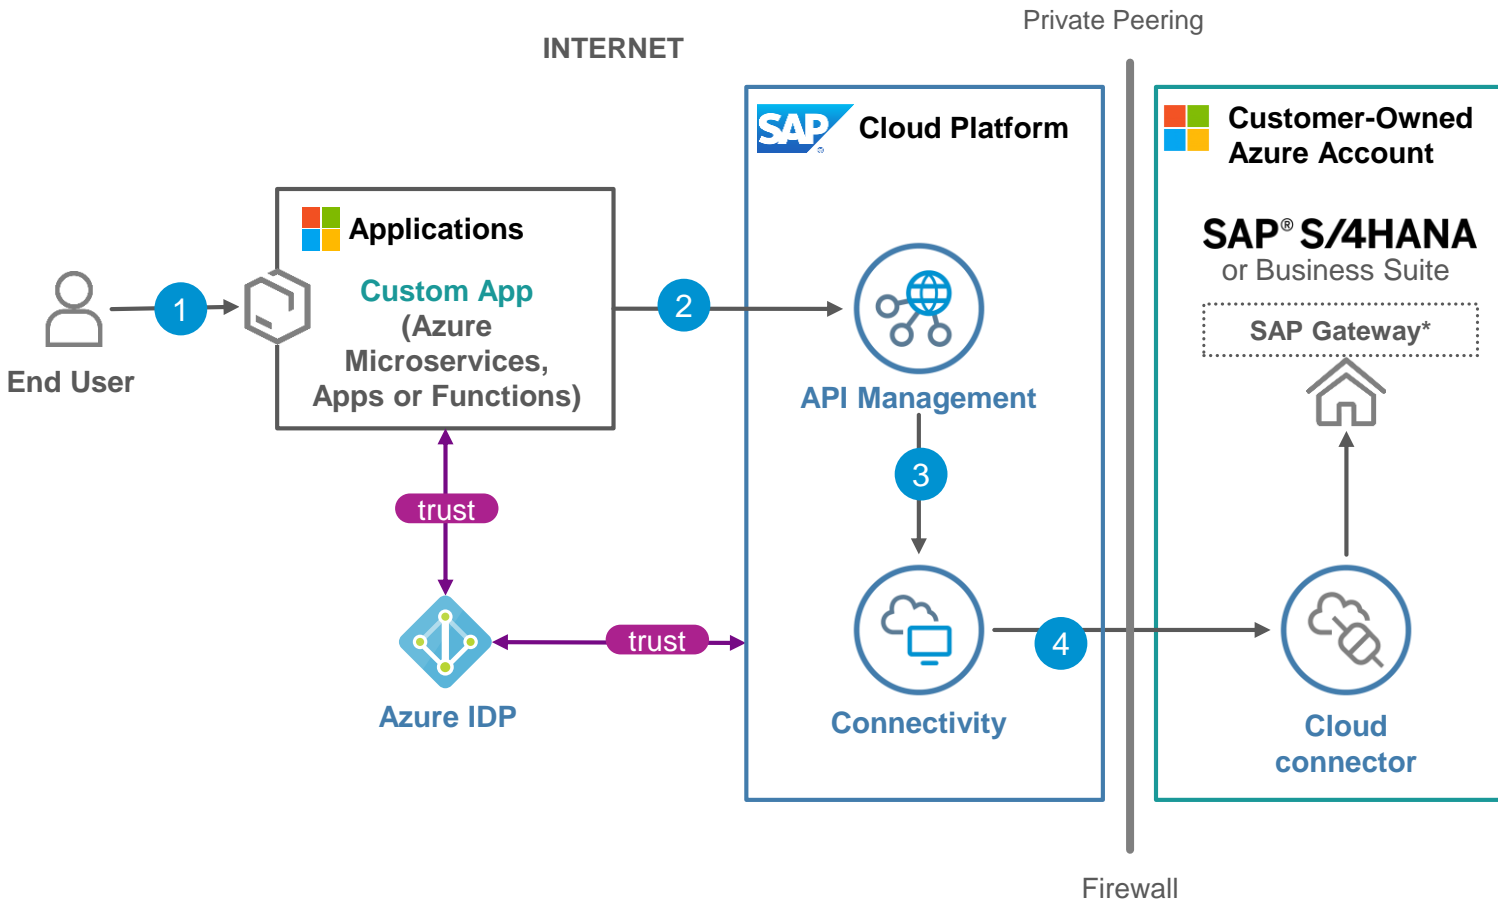 Private Peering
INTERNET
SAP
Cloud Platform
Customer-Owned
Azure Account
Applications
SAP® S/4HANA
or Business Suite
Custom App
(Azure
Microservices,
Apps or Functions)
1
2
SAP Gateway*
End User
API Management
3
trust
trust
4
Azure IDP
Connectivity
Cloud
connector
Firewall